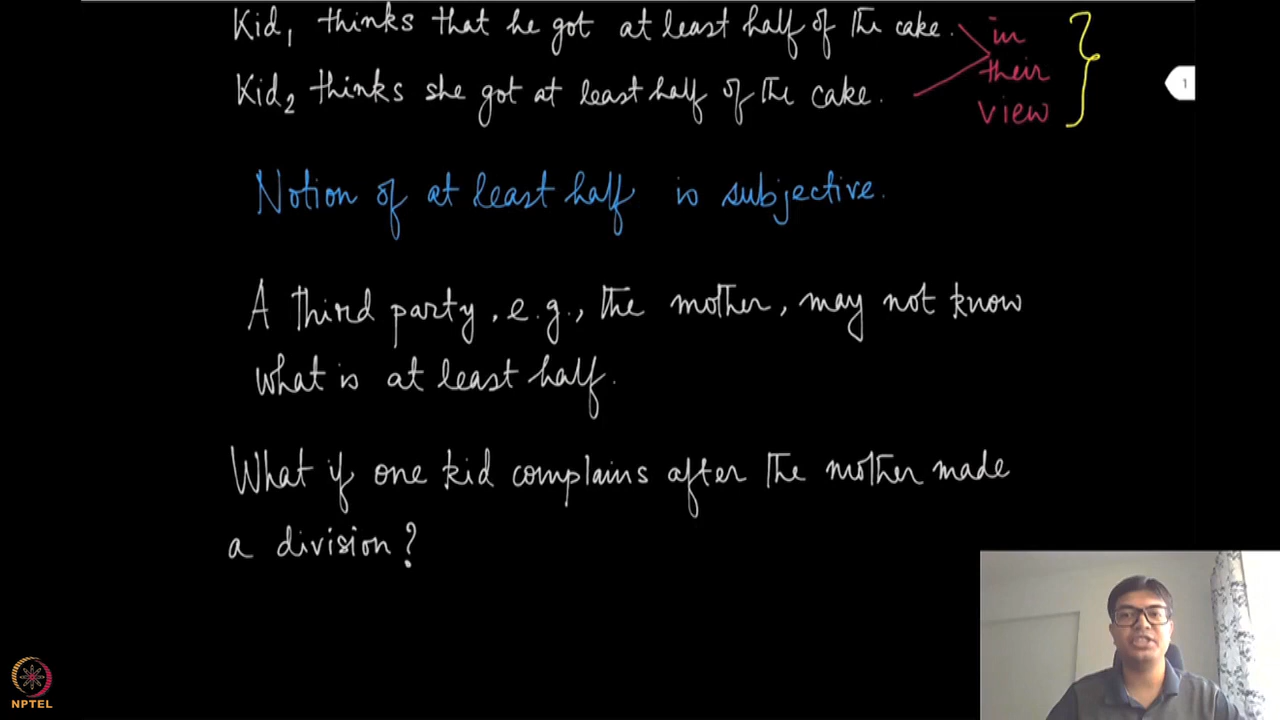 Kid₁ thinks that he got at least half of the cake. in
their
Kid₂ thinks she got at least half of the cake. view
1
Notion of at least half is subjective.
A third party, e.g., the mother, may not know
what is at least half.
What if one kid complains after the mother made
a division?
NPTEL